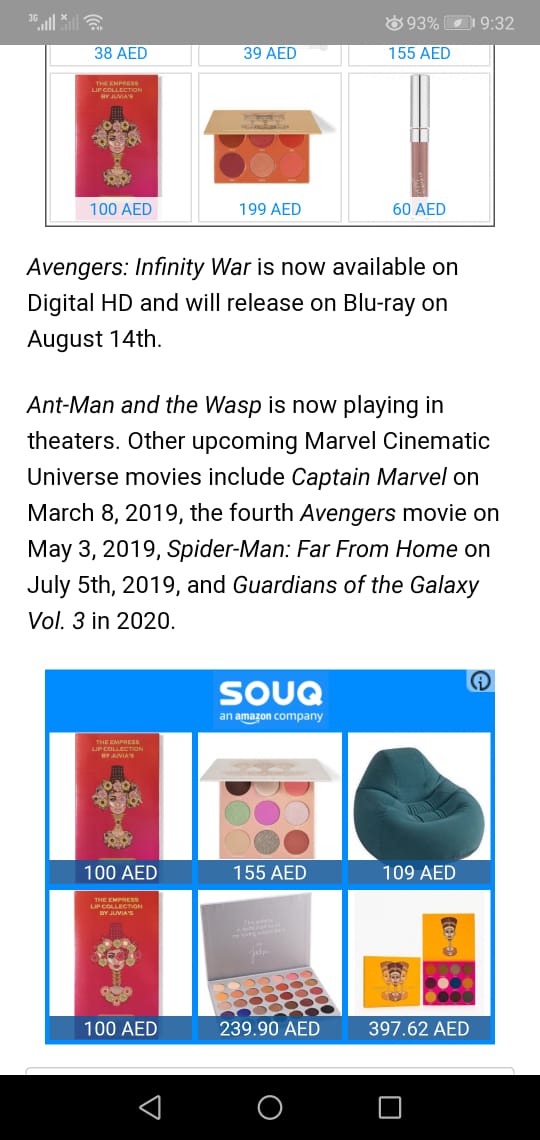 3G 93% 9:32
38 AED 39 AED 155 AED
THE EMPRESS
LIP COLLECTION
BY JUVIA'S
100 AED 199 AED 60 AED
Avengers: Infinity War is now available on
Digital HD and will release on Blu-ray on
August 14th.
Ant-Man and the Wasp is now playing in
theaters. Other upcoming Marvel Cinematic
Universe movies include Captain Marvel on
March 8, 2019, the fourth Avengers movie on
May 3, 2019, Spider-Man: Far From Home on
July 5th, 2019, and Guardians of the Galaxy
Vol. 3 in 2020.
SOUQ
an amazon company
THE EMPRESS
LIP COLLECTION
BY JUVIA'S
100 AED 155 AED 109 AED
THE EMPRESS
LIP COLLECTION
BY JUVIA'S
100 AED 239.90 AED 397.62 AED